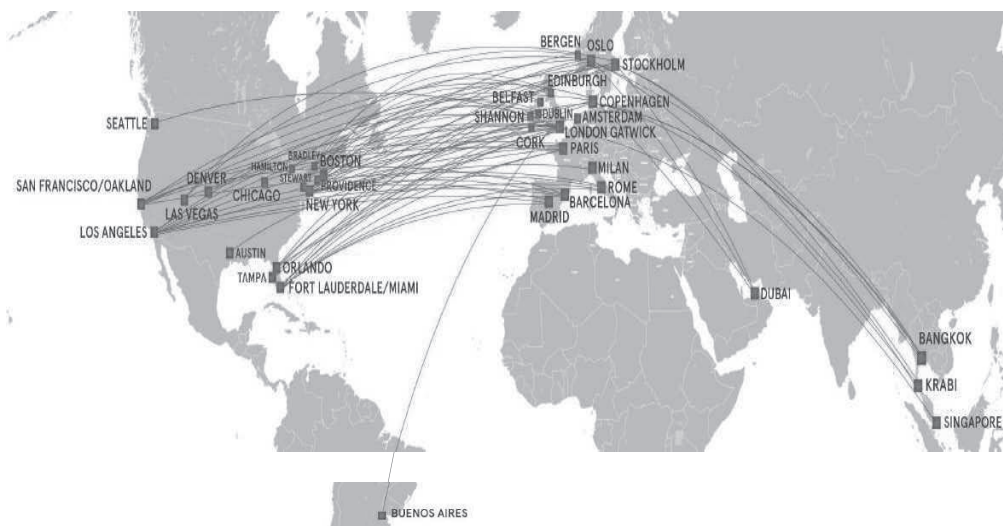 BERGEN
OSLO
STOCKHOLM
EDINBURGH
BELFAST
COPENHAGEN
SHANNON
DUBLIN
AMSTERDAM
SEATTLE
LONDON GATWICK
CORK
PARIS
BRADLEY
BOSTON
HAMILTON
MILAN
SAN FRANCISCO/OAKLAND
DENVER
STEWART
PROVIDENCE
ROME
CHICAGO
BARCELONA
LAS VEGAS
NEW YORK
MADRID
LOS ANGELES
AUSTIN
ORLANDO
TAMPA
FORT LAUDERDALE/MIAMI
DUBAI
BANGKOK
KRABI
SINGAPORE
BUENOS AIRES